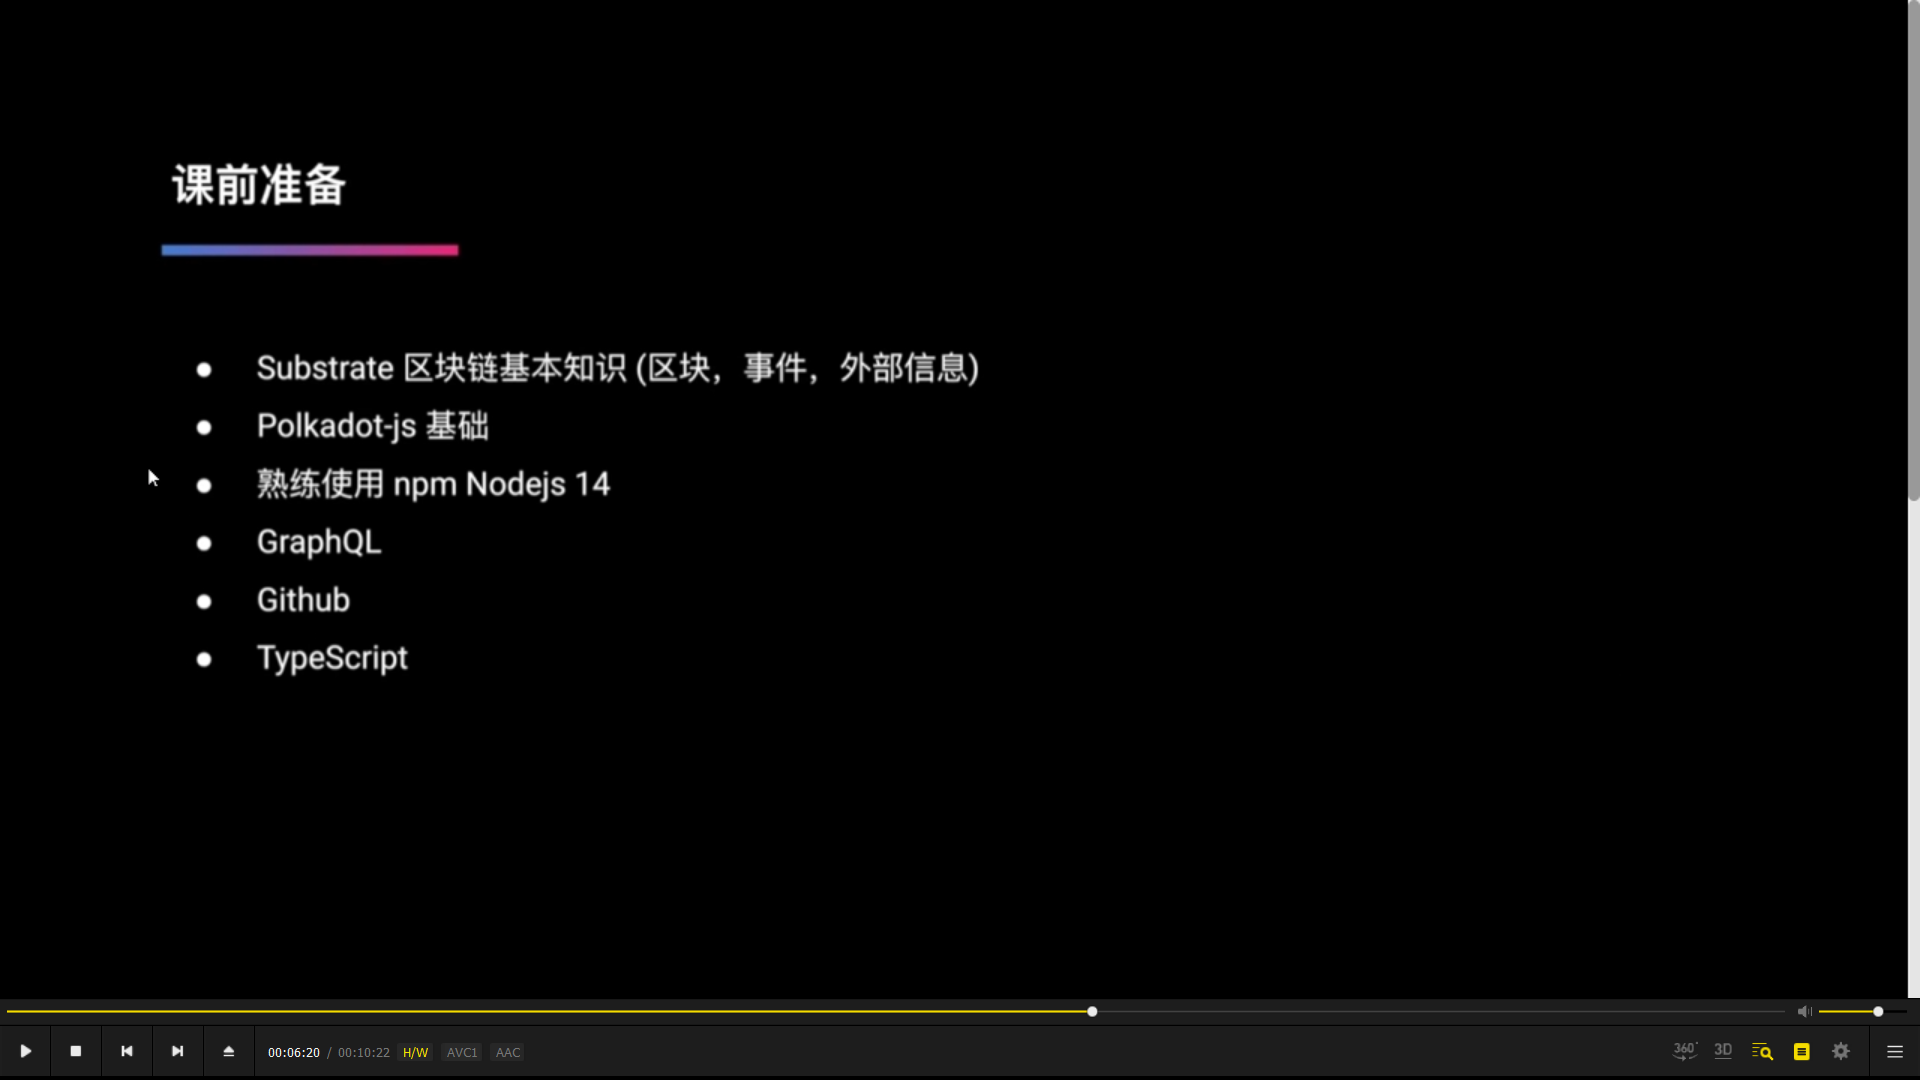 课前准备
Substrate 区块链基本知识 (区块，事件，外部信息)
Polkadot-js 基础
熟练使用 npm Nodejs 14
GraphQL
Github
TypeScript
00:06:20 / 00:10:22 H/W AVC1 AAC
360° 3D